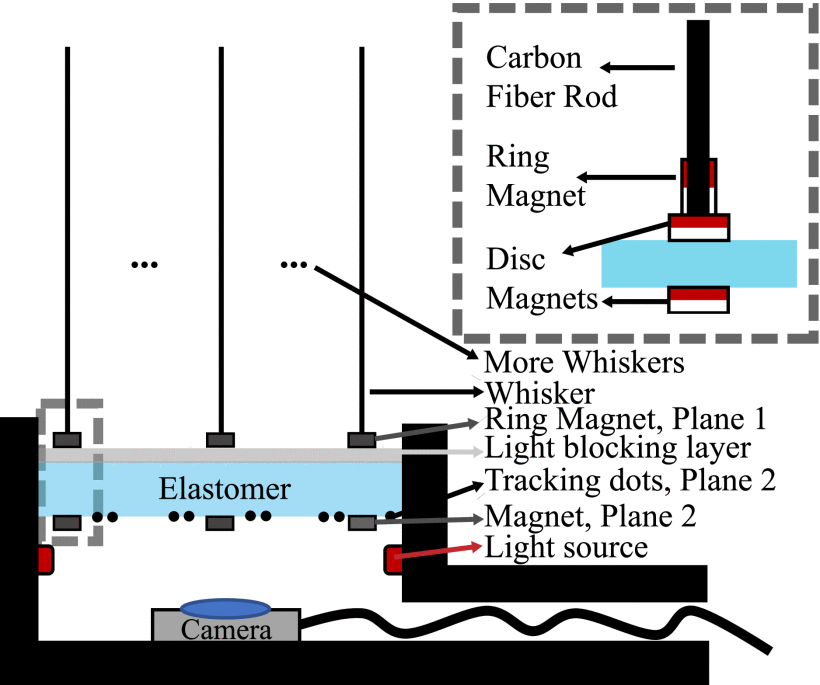 Carbon
Fiber Rod
Ring
Magnet
Disc
Magnets
More Whiskers
Whisker
Ring Magnet, Plane 1
Light blocking layer
Tracking dots, Plane 2
Magnet, Plane 2
Light source
Elastomer
Camera